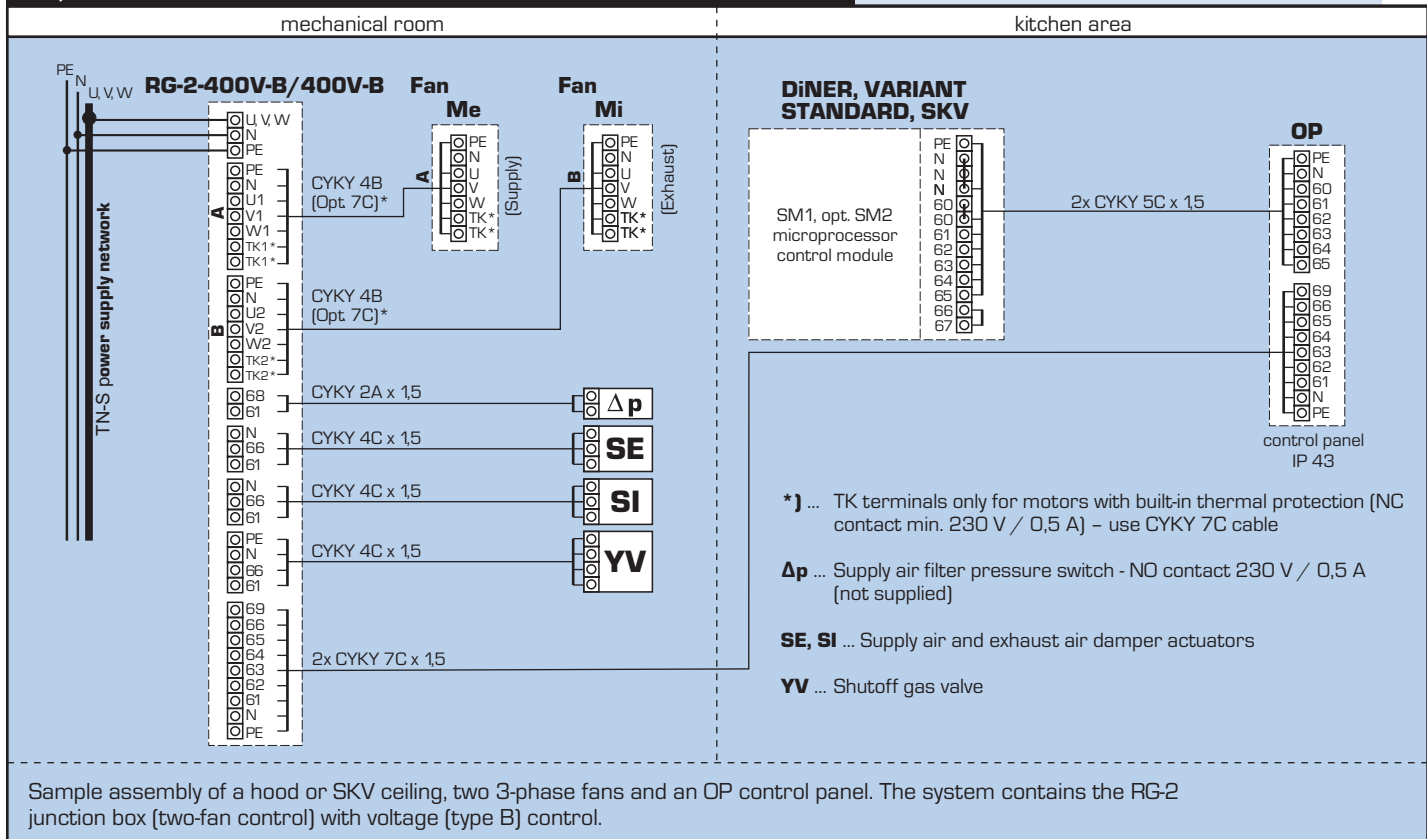 mechanical room
kitchen area
PE
N
U, V, W
RG-2-400V-B/400V-B
Fan
Me
Fan
Mi
DiNER, VARIANT
STANDARD, SKV
OP
TN-S power supply network
U, V, W
N
PE
A
PE
N
U1
V1
W1
TK1*
TK1*
CYKY 4B
(Opt. 7C)*
B
PE
N
U2
V2
W2
TK2*
TK2*
CYKY 4B
(Opt. 7C)*
68
61
CYKY 2A x 1,5
N
66
61
CYKY 4C x 1,5
N
66
61
CYKY 4C x 1,5
PE
N
66
61
CYKY 4C x 1,5
69
66
65
64
63
62
61
N
PE
2x CYKY 7C x 1,5
A
PE
N
U
V
W
TK*
TK*
(Supply)
B
PE
N
U
V
W
TK*
TK*
(Exhaust)
Δp
SE
SI
YV
SM1, opt. SM2
microprocessor
control module
PE
N
N
N
60
60
61
62
63
64
65
66
67
2x CYKY 5C x 1,5
PE
N
60
61
62
63
64
65
69
66
65
64
63
62
61
N
PE
control panel
IP 43
*) ... TK terminals only for motors with built-in thermal protection (NC
contact min. 230 V / 0,5 A) – use CYKY 7C cable
Δp ... Supply air filter pressure switch - NO contact 230 V / 0,5 A
(not supplied)
SE, SI ... Supply air and exhaust air damper actuators
YV ... Shutoff gas valve
Sample assembly of a hood or SKV ceiling, two 3-phase fans and an OP control panel. The system contains the RG-2
junction box (two-fan control) with voltage (type B) control.